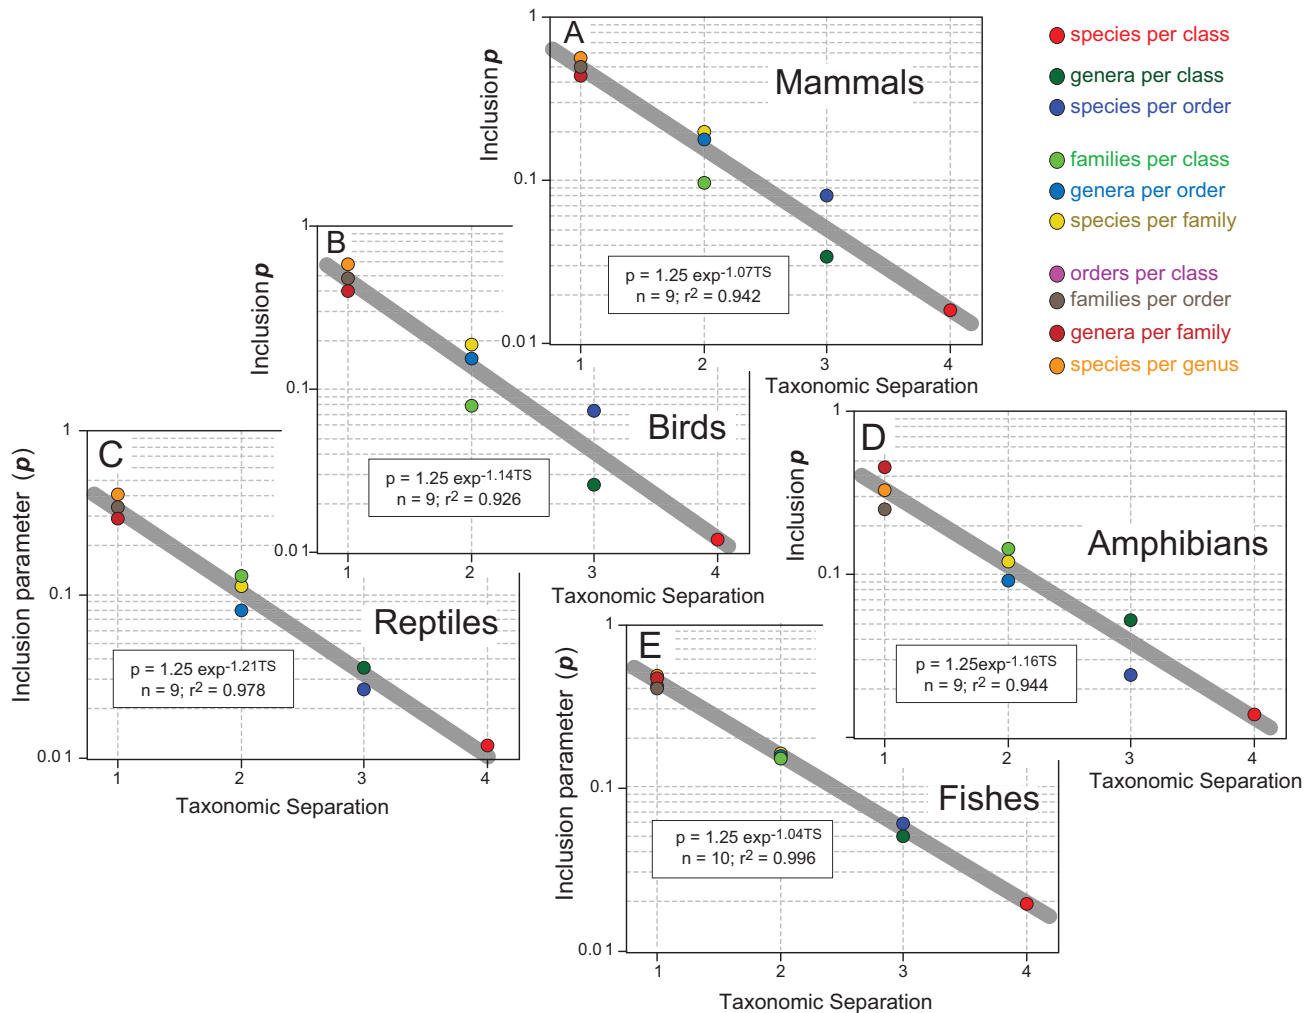 A
Mammals
Inclusion p
1
0.1
0.01
p = 1.25 exp-1.07TS
n = 9; r2 = 0.942
1 2 3 4
Taxonomic Separation
species per class
genera per class
species per order
families per class
genera per order
species per family
orders per class
families per order
genera per family
species per genus
B
Birds
Inclusion p
1
0.1
0.01
p = 1.25 exp-1.14TS
n = 9; r2 = 0.926
1 2 3 4
Taxonomic Separation
C
Reptiles
Inclusion parameter (p)
1
0.1
0.01
p = 1.25 exp-1.21TS
n = 9; r2 = 0.978
1 2 3 4
Taxonomic Separation
D
Amphibians
Inclusion p
1
0.1
p = 1.25exp-1.16TS
n = 9; r2 = 0.944
1 2 3 4
Taxonomic Separation
E
Fishes
Inclusion parameter (p)
1
0.1
0.01
p = 1.25 exp-1.04TS
n = 10; r2 = 0.996
1 2 3 4
Taxonomic Separation